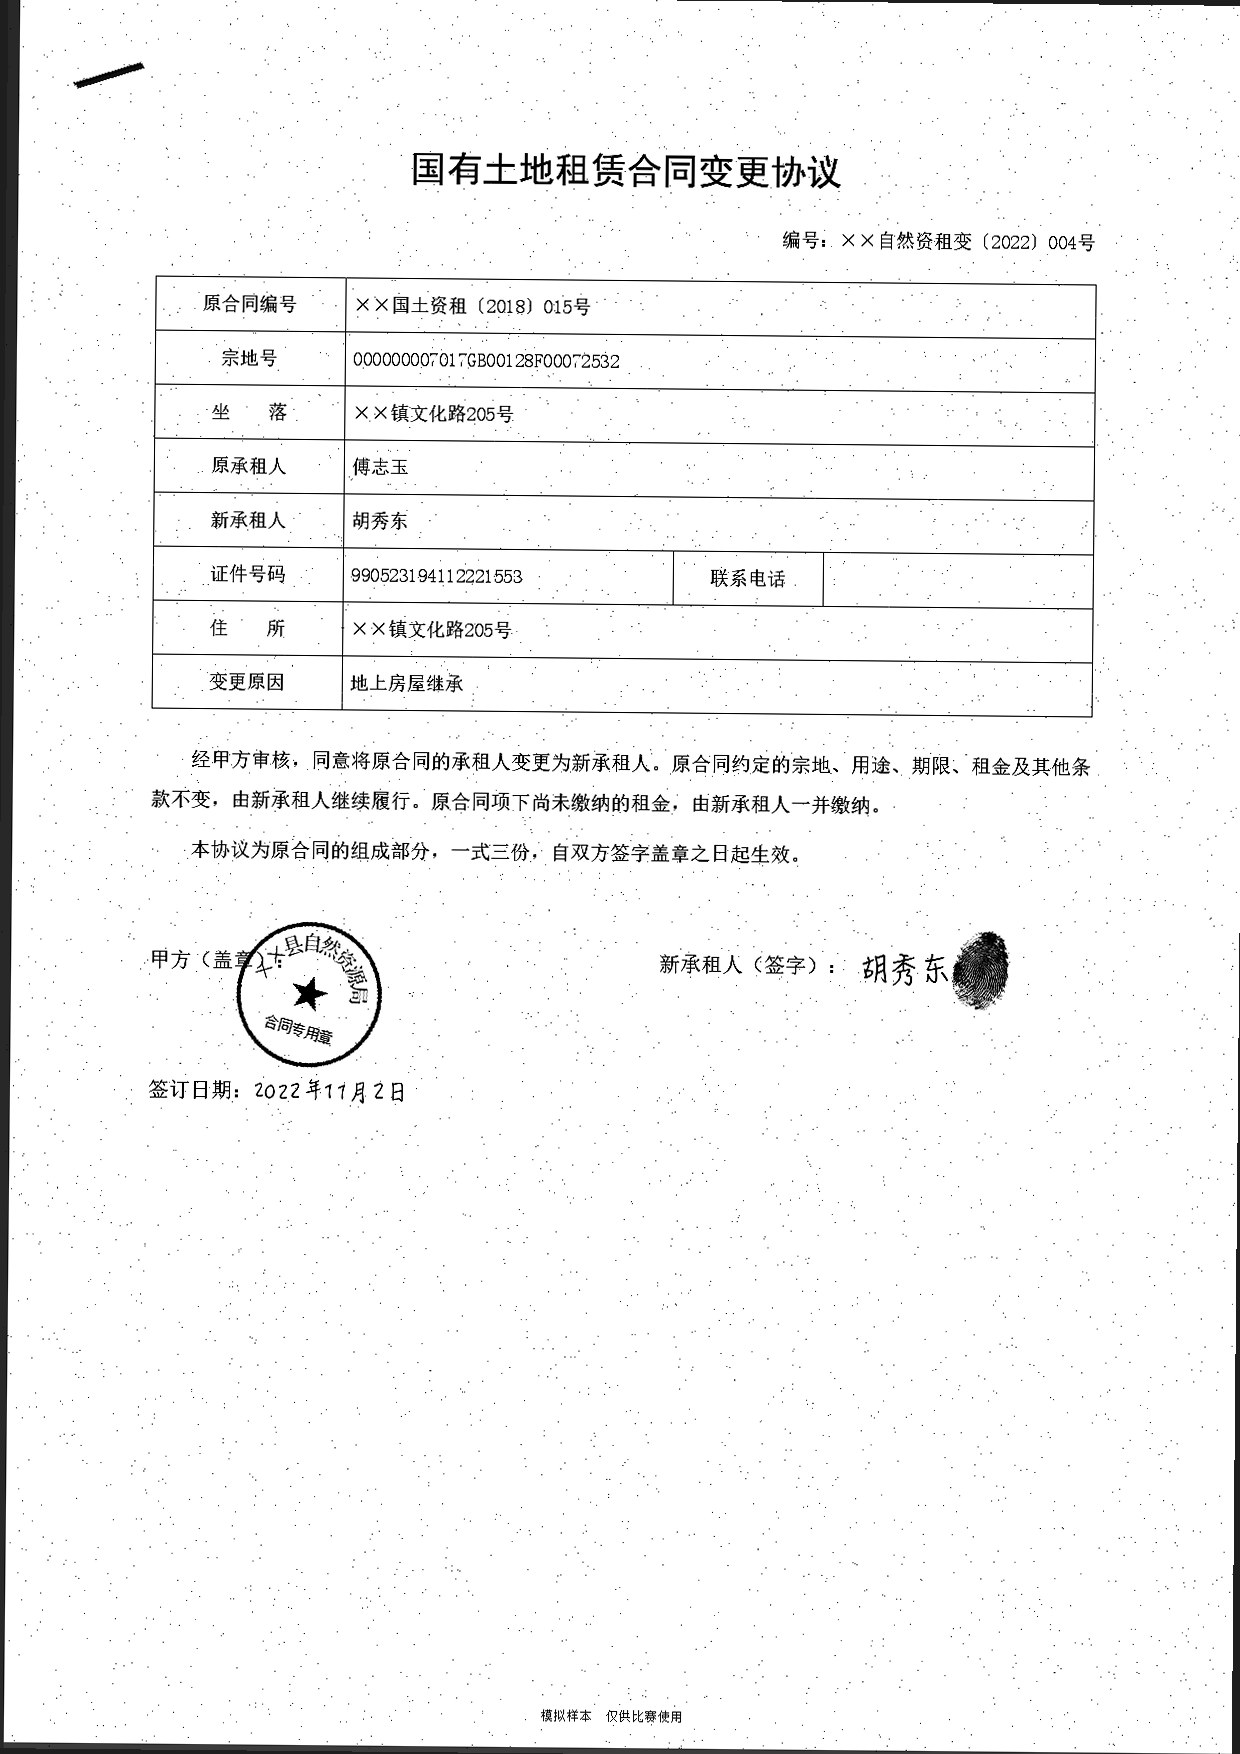 国有土地租赁合同变更协议
编号：××自然资租变〔2022〕004号
原合同编号 ××国土资租〔2018〕015号
宗地号 000000007017GB00128F00072532
坐 落 ××镇文化路205号
原承租人 傅志玉
新承租人 胡秀东
证件号码 990523194112221553 联系电话
住 所 ××镇文化路205号
变更原因 地上房屋继承
经甲方审核，同意将原合同的承租人变更为新承租人。原合同约定的宗地、用途、期限、租金及其他条
款不变，由新承租人继续履行。原合同项下尚未缴纳的租金，由新承租人一并缴纳。
本协议为原合同的组成部分，一式三份，自双方签字盖章之日起生效。
甲方（盖章）： 新承租人（签字）： 胡秀东
××县自然资源局
合同专用章
签订日期：2022年11月2日
模拟样本 仅供比赛使用